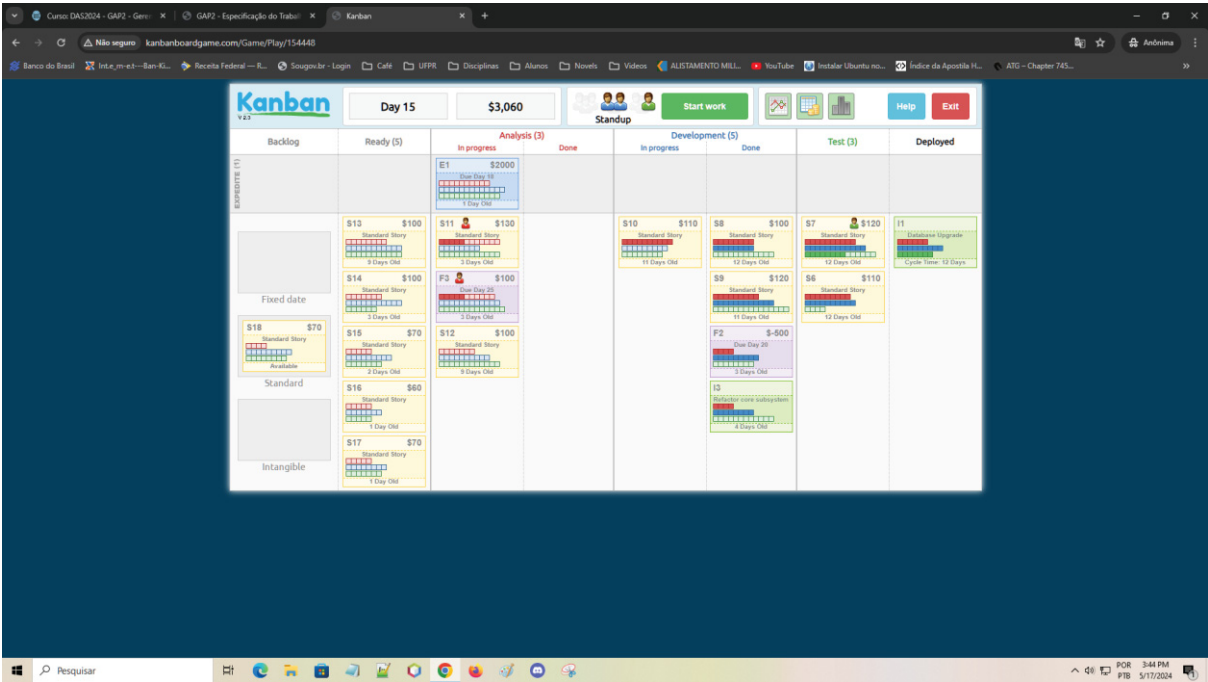 Curso: DAS2024 - GAP2 - Geren
GAP2 - Especificação do Trabal
Kanban
Não seguro kanbanboardgame.com/Game/Play/154448
Anônima
Banco do Brasil
Receita Federal — R...
Sougov.br - Login
Café
UFPR
Disciplinas
Alunos
Novels
Videos
ALISTAMENTO MILI...
YouTube
Instalar Ubuntu no...
Índice da Apostila H...
ATG – Chapter 745...
Kanban
V 2.3
Day 15
$3,060
Standup
Start work
Help
Exit
Backlog
Ready (5)
Analysis (3)
In progress
Done
Development (5)
In progress
Done
Test (3)
Deployed
EXPEDITE (1)
E1 $2000
Due Day 18
1 Day Old
Fixed date
S18 $70
Standard Story
Available
Standard
Intangible
S13 $100
Standard Story
9 Days Old
S14 $100
Standard Story
3 Days Old
S15 $70
Standard Story
2 Days Old
S16 $60
Standard Story
1 Day Old
S17 $70
Standard Story
1 Day Old
S11 $130
Standard Story
3 Days Old
F3 $100
Due Day 25
3 Days Old
S12 $100
Standard Story
9 Days Old
S10 $110
Standard Story
11 Days Old
S8 $100
Standard Story
12 Days Old
S9 $120
Standard Story
11 Days Old
F2 $-500
Due Day 20
3 Days Old
I3
Refactor core subsystem
4 Days Old
S7 $120
Standard Story
12 Days Old
S6 $110
Standard Story
12 Days Old
I1
Database Upgrade
Cycle Time: 12 Days
Pesquisar
POR
PTB
3:44 PM
5/17/2024